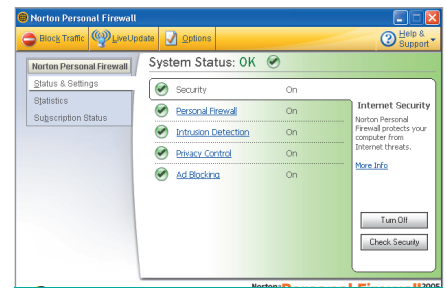 Norton Personal Firewall
Block Traffic LiveUpdate Options Help & Support
Norton Personal Firewall
Status & Settings
Statistics
Subscription Status
System Status: OK
Security On
Personal Firewall On
Intrusion Detection On
Privacy Control On
Ad Blocking On
Internet Security
Norton Personal
Firewall protects your
computer from
Internet threats.
More Info
Turn Off
Check Security
Norton Personal Firewall 2005